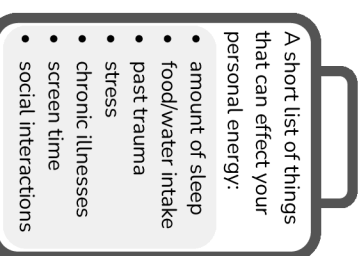 A short list of things
that can effect your
personal energy:
• amount of sleep
• food/water intake
• past trauma
• stress
• chronic illnesses
• screen time
• social interactions